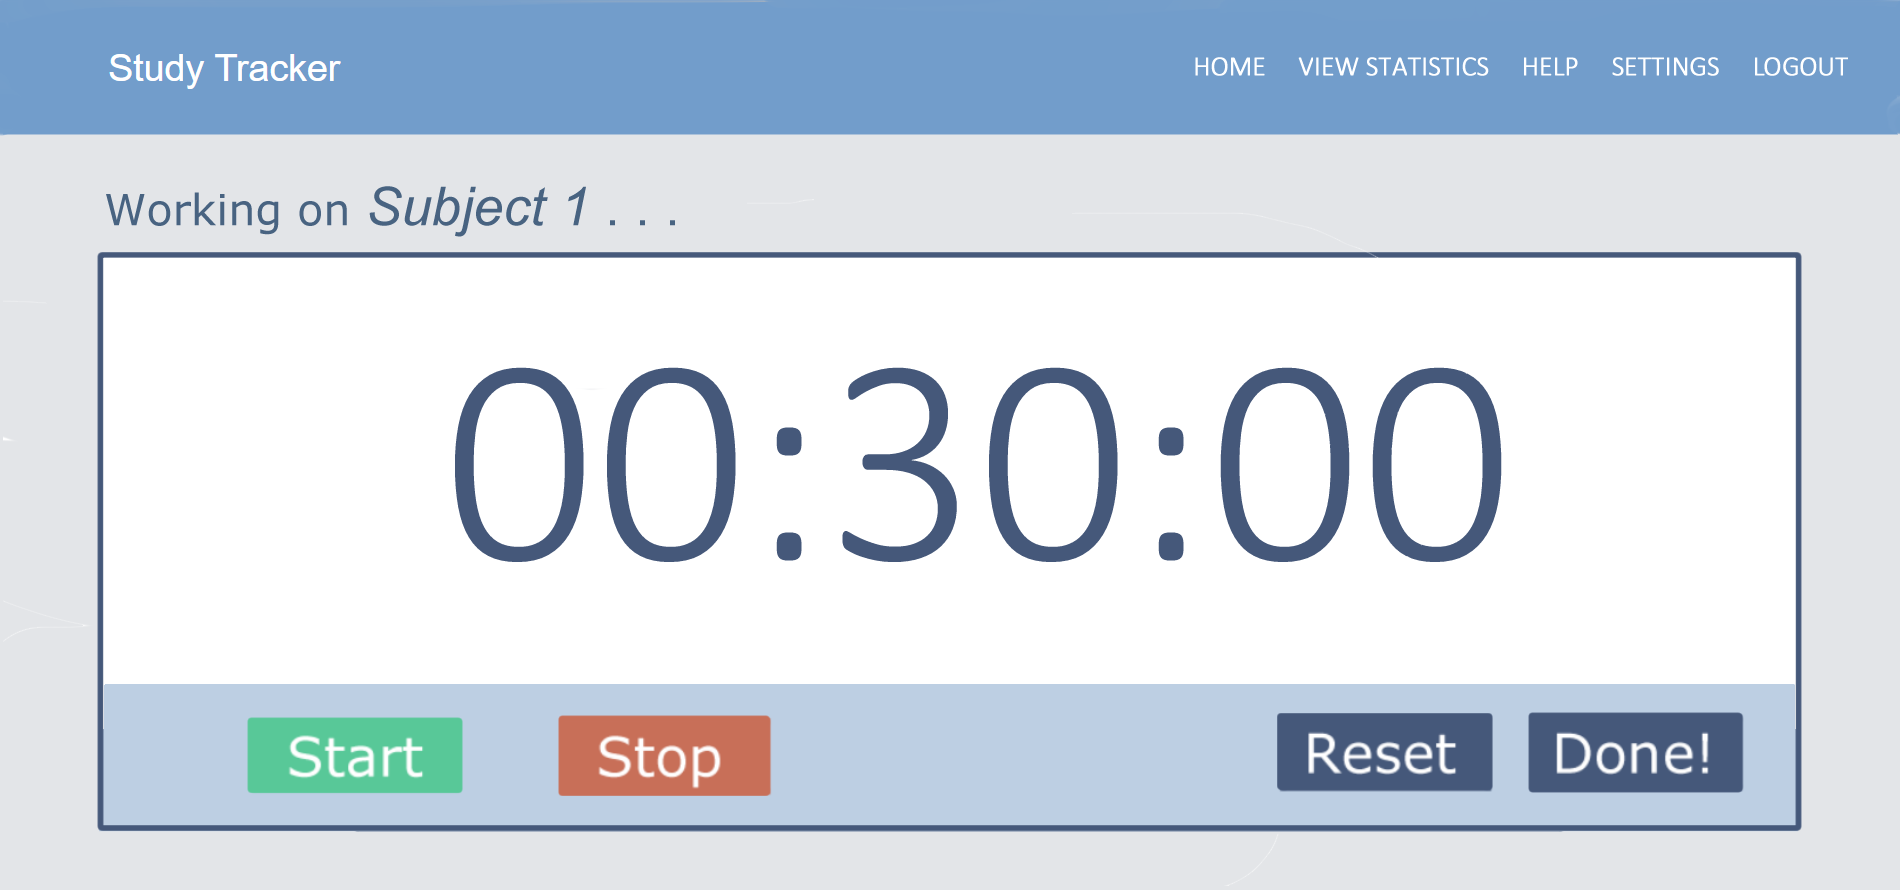 Study Tracker
HOME VIEW STATISTICS HELP SETTINGS LOGOUT
Working on Subject 1 . . .
00:30:00
Start Stop Reset Done!